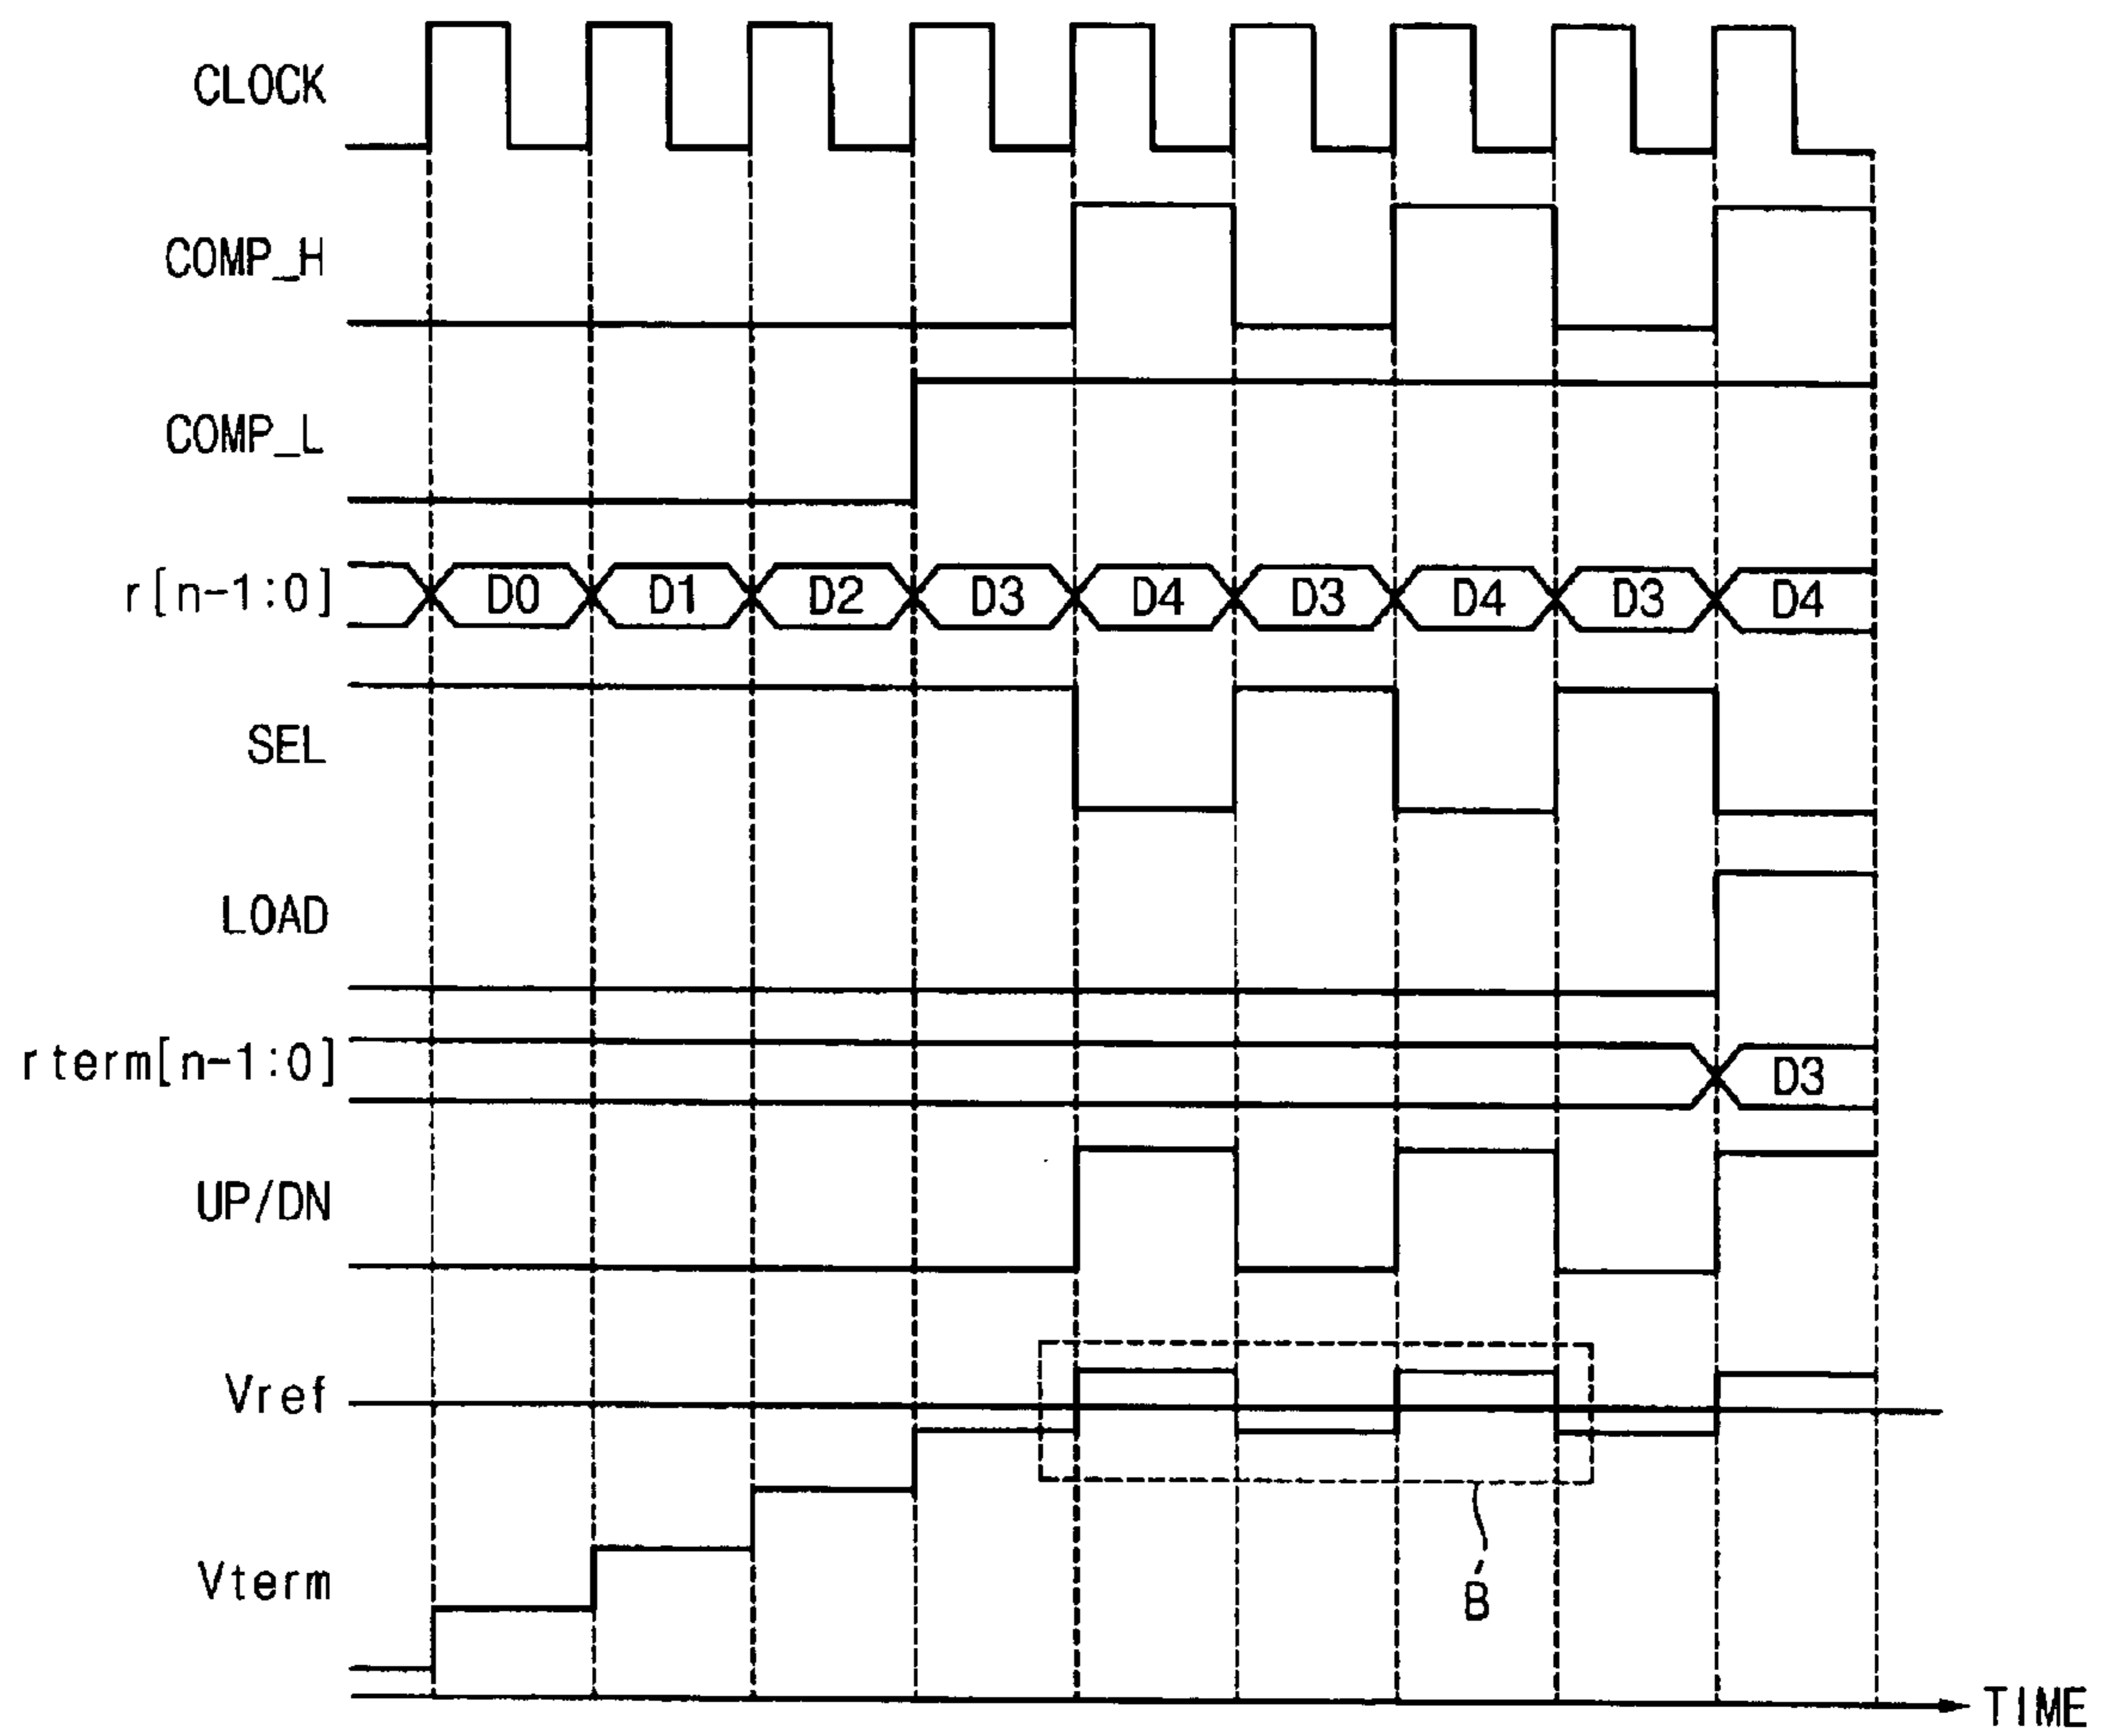 CLOCK
COMP_H
COMP_L
r[n-1:0] D0 D1 D2 D3 D4 D3 D4 D3 D4
SEL
LOAD
rterm[n-1:0] D3
UP/DN
Vref
Vterm
B
TIME